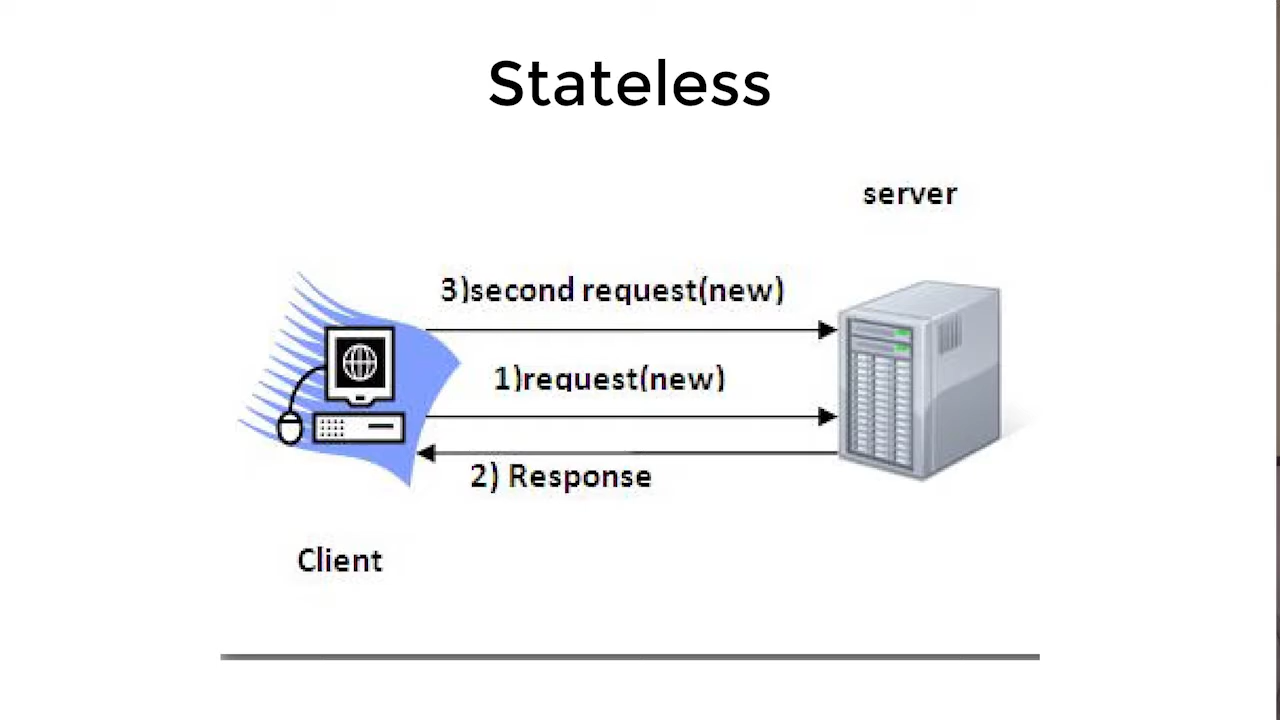 Stateless
server
3)second request(new)
1)request(new)
2) Response
Client